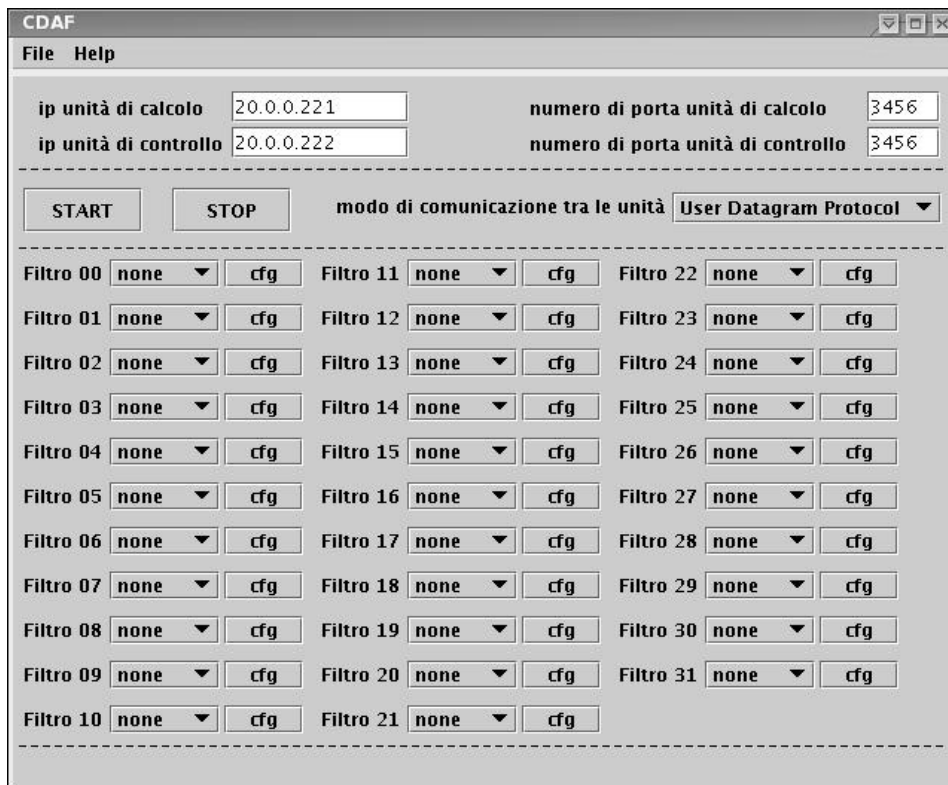 CDAF
File Help
ip unità di calcolo 20.0.0.221 numero di porta unità di calcolo 3456
ip unità di controllo 20.0.0.222 numero di porta unità di controllo 3456
START STOP modo di comunicazione tra le unità User Datagram Protocol
Filtro 00 none cfg Filtro 11 none cfg Filtro 22 none cfg
Filtro 01 none cfg Filtro 12 none cfg Filtro 23 none cfg
Filtro 02 none cfg Filtro 13 none cfg Filtro 24 none cfg
Filtro 03 none cfg Filtro 14 none cfg Filtro 25 none cfg
Filtro 04 none cfg Filtro 15 none cfg Filtro 26 none cfg
Filtro 05 none cfg Filtro 16 none cfg Filtro 27 none cfg
Filtro 06 none cfg Filtro 17 none cfg Filtro 28 none cfg
Filtro 07 none cfg Filtro 18 none cfg Filtro 29 none cfg
Filtro 08 none cfg Filtro 19 none cfg Filtro 30 none cfg
Filtro 09 none cfg Filtro 20 none cfg Filtro 31 none cfg
Filtro 10 none cfg Filtro 21 none cfg